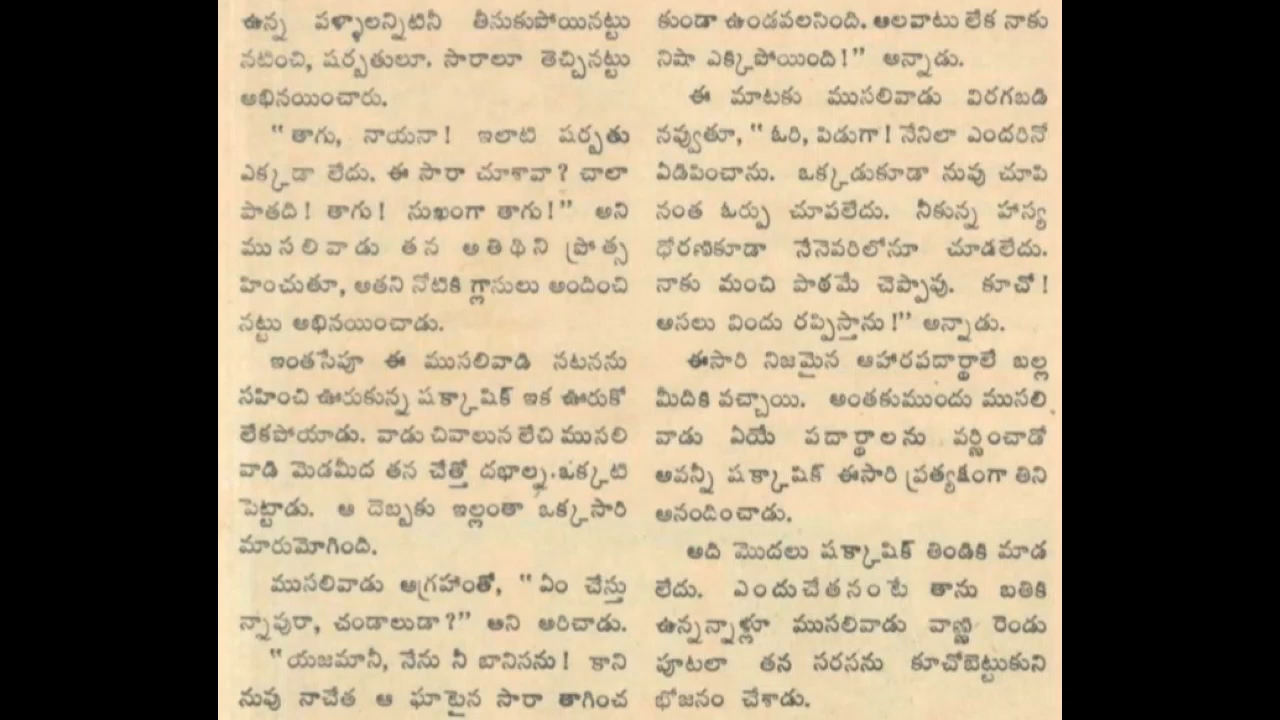 ఉన్న పళ్ళాలన్నిటినీ తీసుకుపోయినట్టు
నటించి, షర్బతులూ. సారాలూ తెచ్చినట్టు
అభినయించారు.
“ తాగు, నాయనా! ఇలాటి షర్బతు
ఎక్కడా లేదు. ఈ సారా చూశావా? చాలా
పాతది! తాగు! సుఖంగా తాగు!” అని
ముసలివాడు తన అతిథిని ప్రోత్స
హించుతూ, అతని నోటికి గ్లాసులు అందించి
నట్టు అభినయించాడు.
ఇంతసేపూ ఈ ముసలివాడి నటనను
సహించి ఊరుకున్న షక్కాషిక్ ఇక ఊరుకో
లేకపోయాడు. వాడు చివాలున లేచి ముసలి
వాడి మెడమీద తన చేత్తో దభాల్న ఒక్కటి
పెట్టాడు. ఆ దెబ్బకు ఇల్లంతా ఒక్కసారి
మారుమోగింది.
ముసలివాడు ఆగ్రహంతో, “ ఏం చేస్తు
న్నావురా, చండాలుడా?” అని అరిచాడు.
“యజమానీ, నేను నీ బానిసను! కాని
నువు నాచేత ఆ ఘాటైన సారా తాగించ
కుండా ఉండవలసింది. అలవాటు లేక నాకు
నిషా ఎక్కిపోయింది!” అన్నాడు.
ఈ మాటకు ముసలివాడు విరగబడి
నవ్వుతూ, “ ఓరి, పిడుగా! నేనిలా ఎందరినో
ఏడిపించాను. ఒక్కడుకూడా నువు చూపి
నంత ఓర్పు చూపలేదు. నీకున్న హాస్య
ధోరణికూడా నేనెవరిలోనూ చూడలేదు.
నాకు మంచి పాఠమే చెప్పావు. కూచో!
అసలు విందు రప్పిస్తాను!” అన్నాడు.
ఈసారి నిజమైన ఆహారపదార్థాలే బల్ల
మీదికి వచ్చాయి. అంతకుముందు ముసలి
వాడు ఏయే పదార్థాలను వర్ణించాడో
అవన్నీ షక్కాషిక్ ఈసారి ప్రత్యక్షంగా తిని
ఆనందించాడు.
అది మొదలు షక్కాషిక్ తిండికి మాడ
లేదు. ఎందుచేతనంటే తాను బతికి
ఉన్నన్నాళ్లూ ముసలివాడు వాణ్ణి రెండు
పూటలా తన సరసను కూచోబెట్టుకుని
భోజనం చేశాడు.